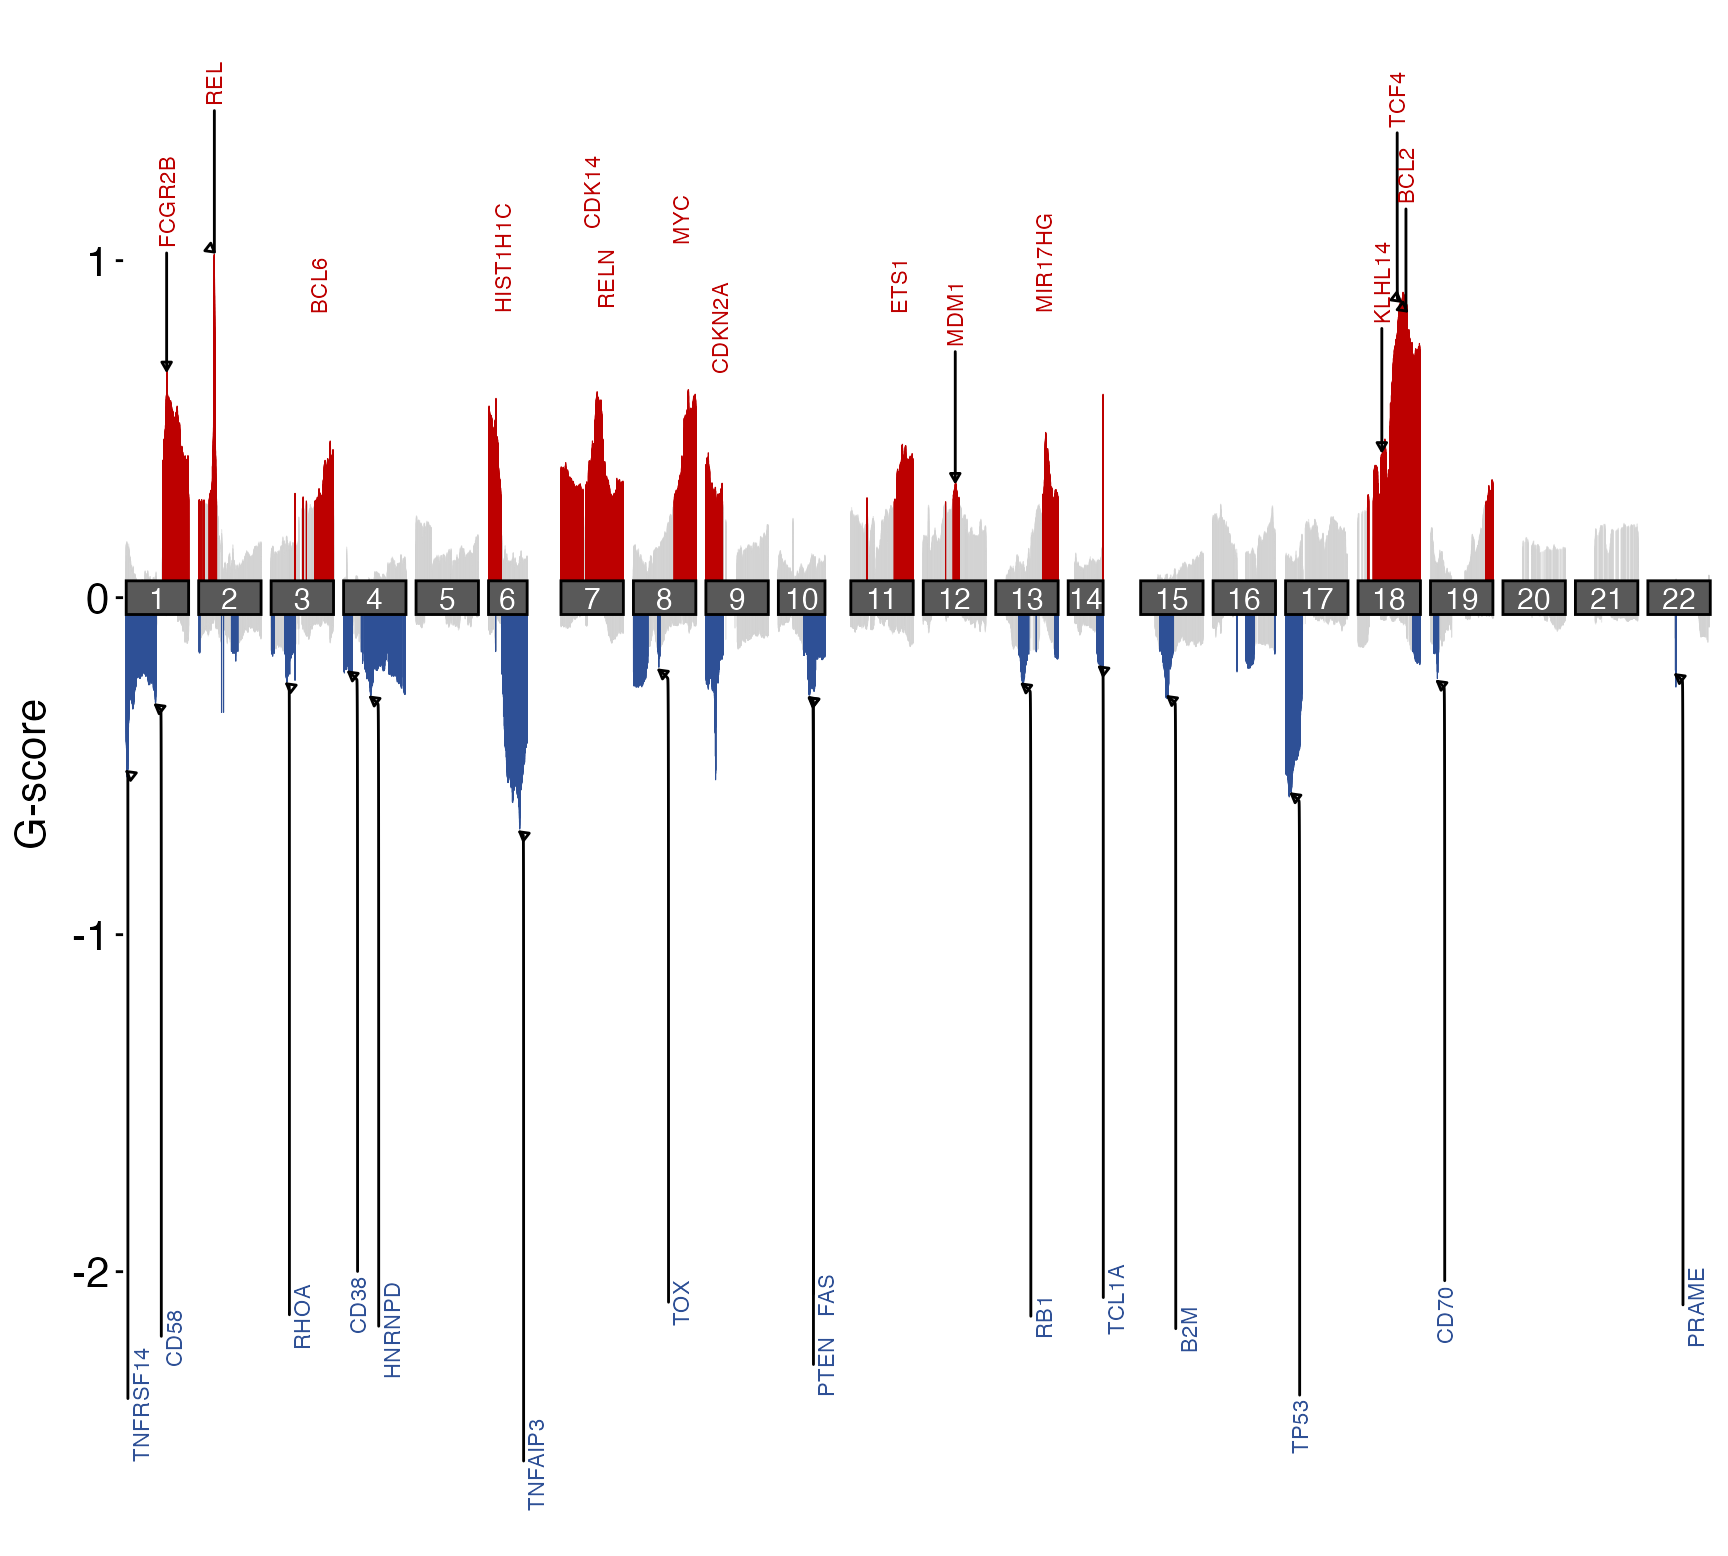 REL
TCF4
BCL2
FCGR2B
CDK14
MYC
HIST1H1C
MIR17HG
KLHL14
RELN
BCL6
ETS1
CDKN2A
MDM1
1
0
-1
-2
G-score
1 2 3 4 5 6 7 8 9 10 11 12 13 14 15 16 17 18 19 20 21 22
TNFRSF14
CD58
RHOA
CD38
HNRNPD
TNFAIP3
TOX
PTEN FAS
RB1
TCL1A
B2M
TP53
CD70
PRAME